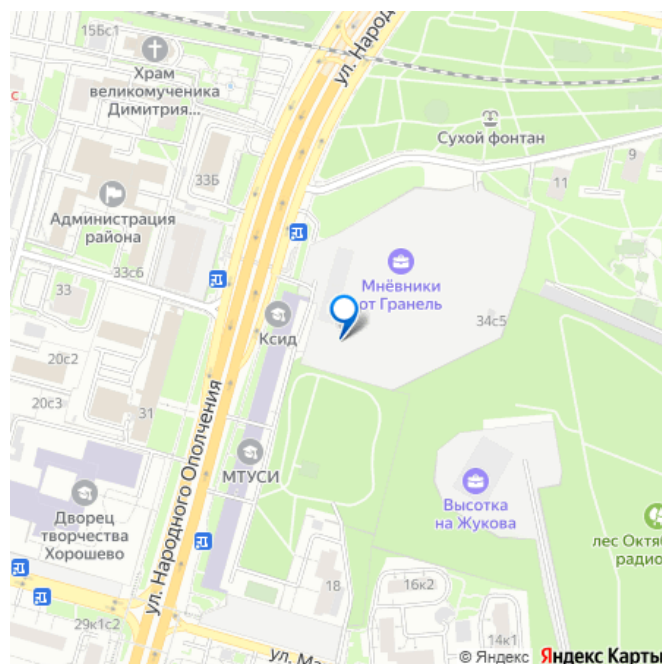 15Бс1
Храм
великомученика
Димитрия...
ул. Народ
Сухой фонтан
9
11
33Б
Администрация
района
33с6
33
Мнёвники
от Гранель
34с5
Ксид
20с2
20с3
31
ул. Народного Ополчения
МТУСИ
Высотка
на Жукова
Дворец
творчества
Хорошево
лес Октя
радио
18
16к2
14к1
29к1с2
ул. Ма
© Яндекс Яндекс Карты